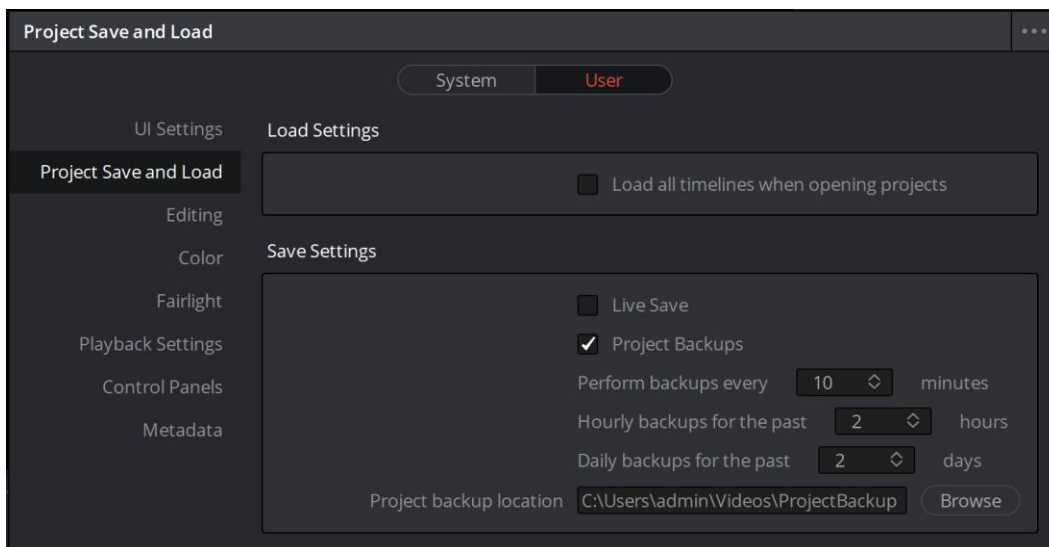 Project Save and Load
System User
UI Settings
Project Save and Load
Editing
Color
Fairlight
Playback Settings
Control Panels
Metadata
Load Settings
Load all timelines when opening projects
Save Settings
Live Save
Project Backups
Perform backups every 10 minutes
Hourly backups for the past 2 hours
Daily backups for the past 2 days
Project backup location C:\Users\admin\Videos\ProjectBackup Browse